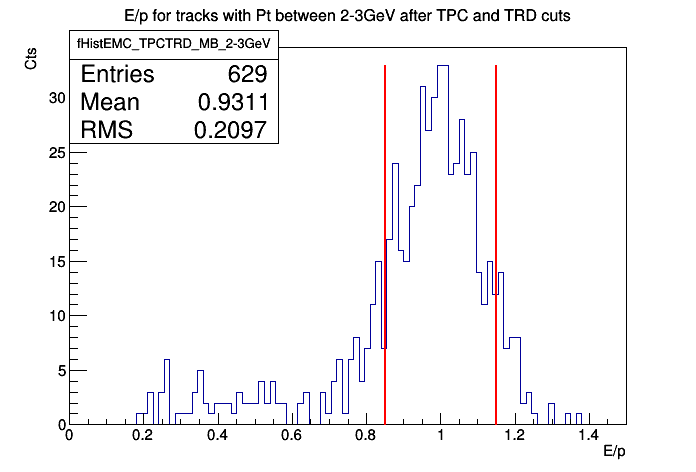 E/p for tracks with Pt between 2-3GeV after TPC and TRD cuts
fHistEMC_TPCTRD_MB_2-3GeV
Entries 629
Mean 0.9311
RMS 0.2097
Cts
30
25
20
15
10
5
0
0 0.2 0.4 0.6 0.8 1 1.2 1.4
E/p